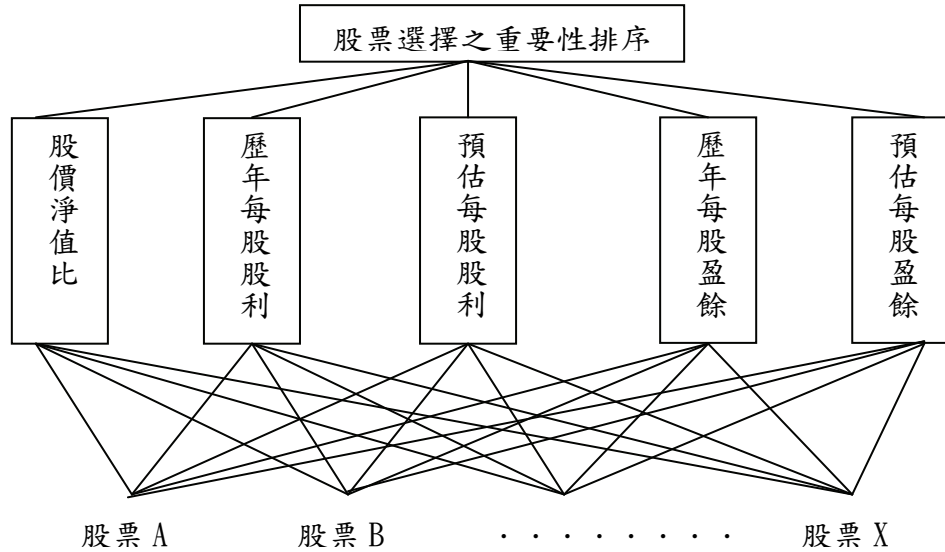 股票選擇之重要性排序
股價淨值比
歷年每股股利
預估每股股利
歷年每股盈餘
預估每股盈餘
股票 A 股票 B ........ 股票 X